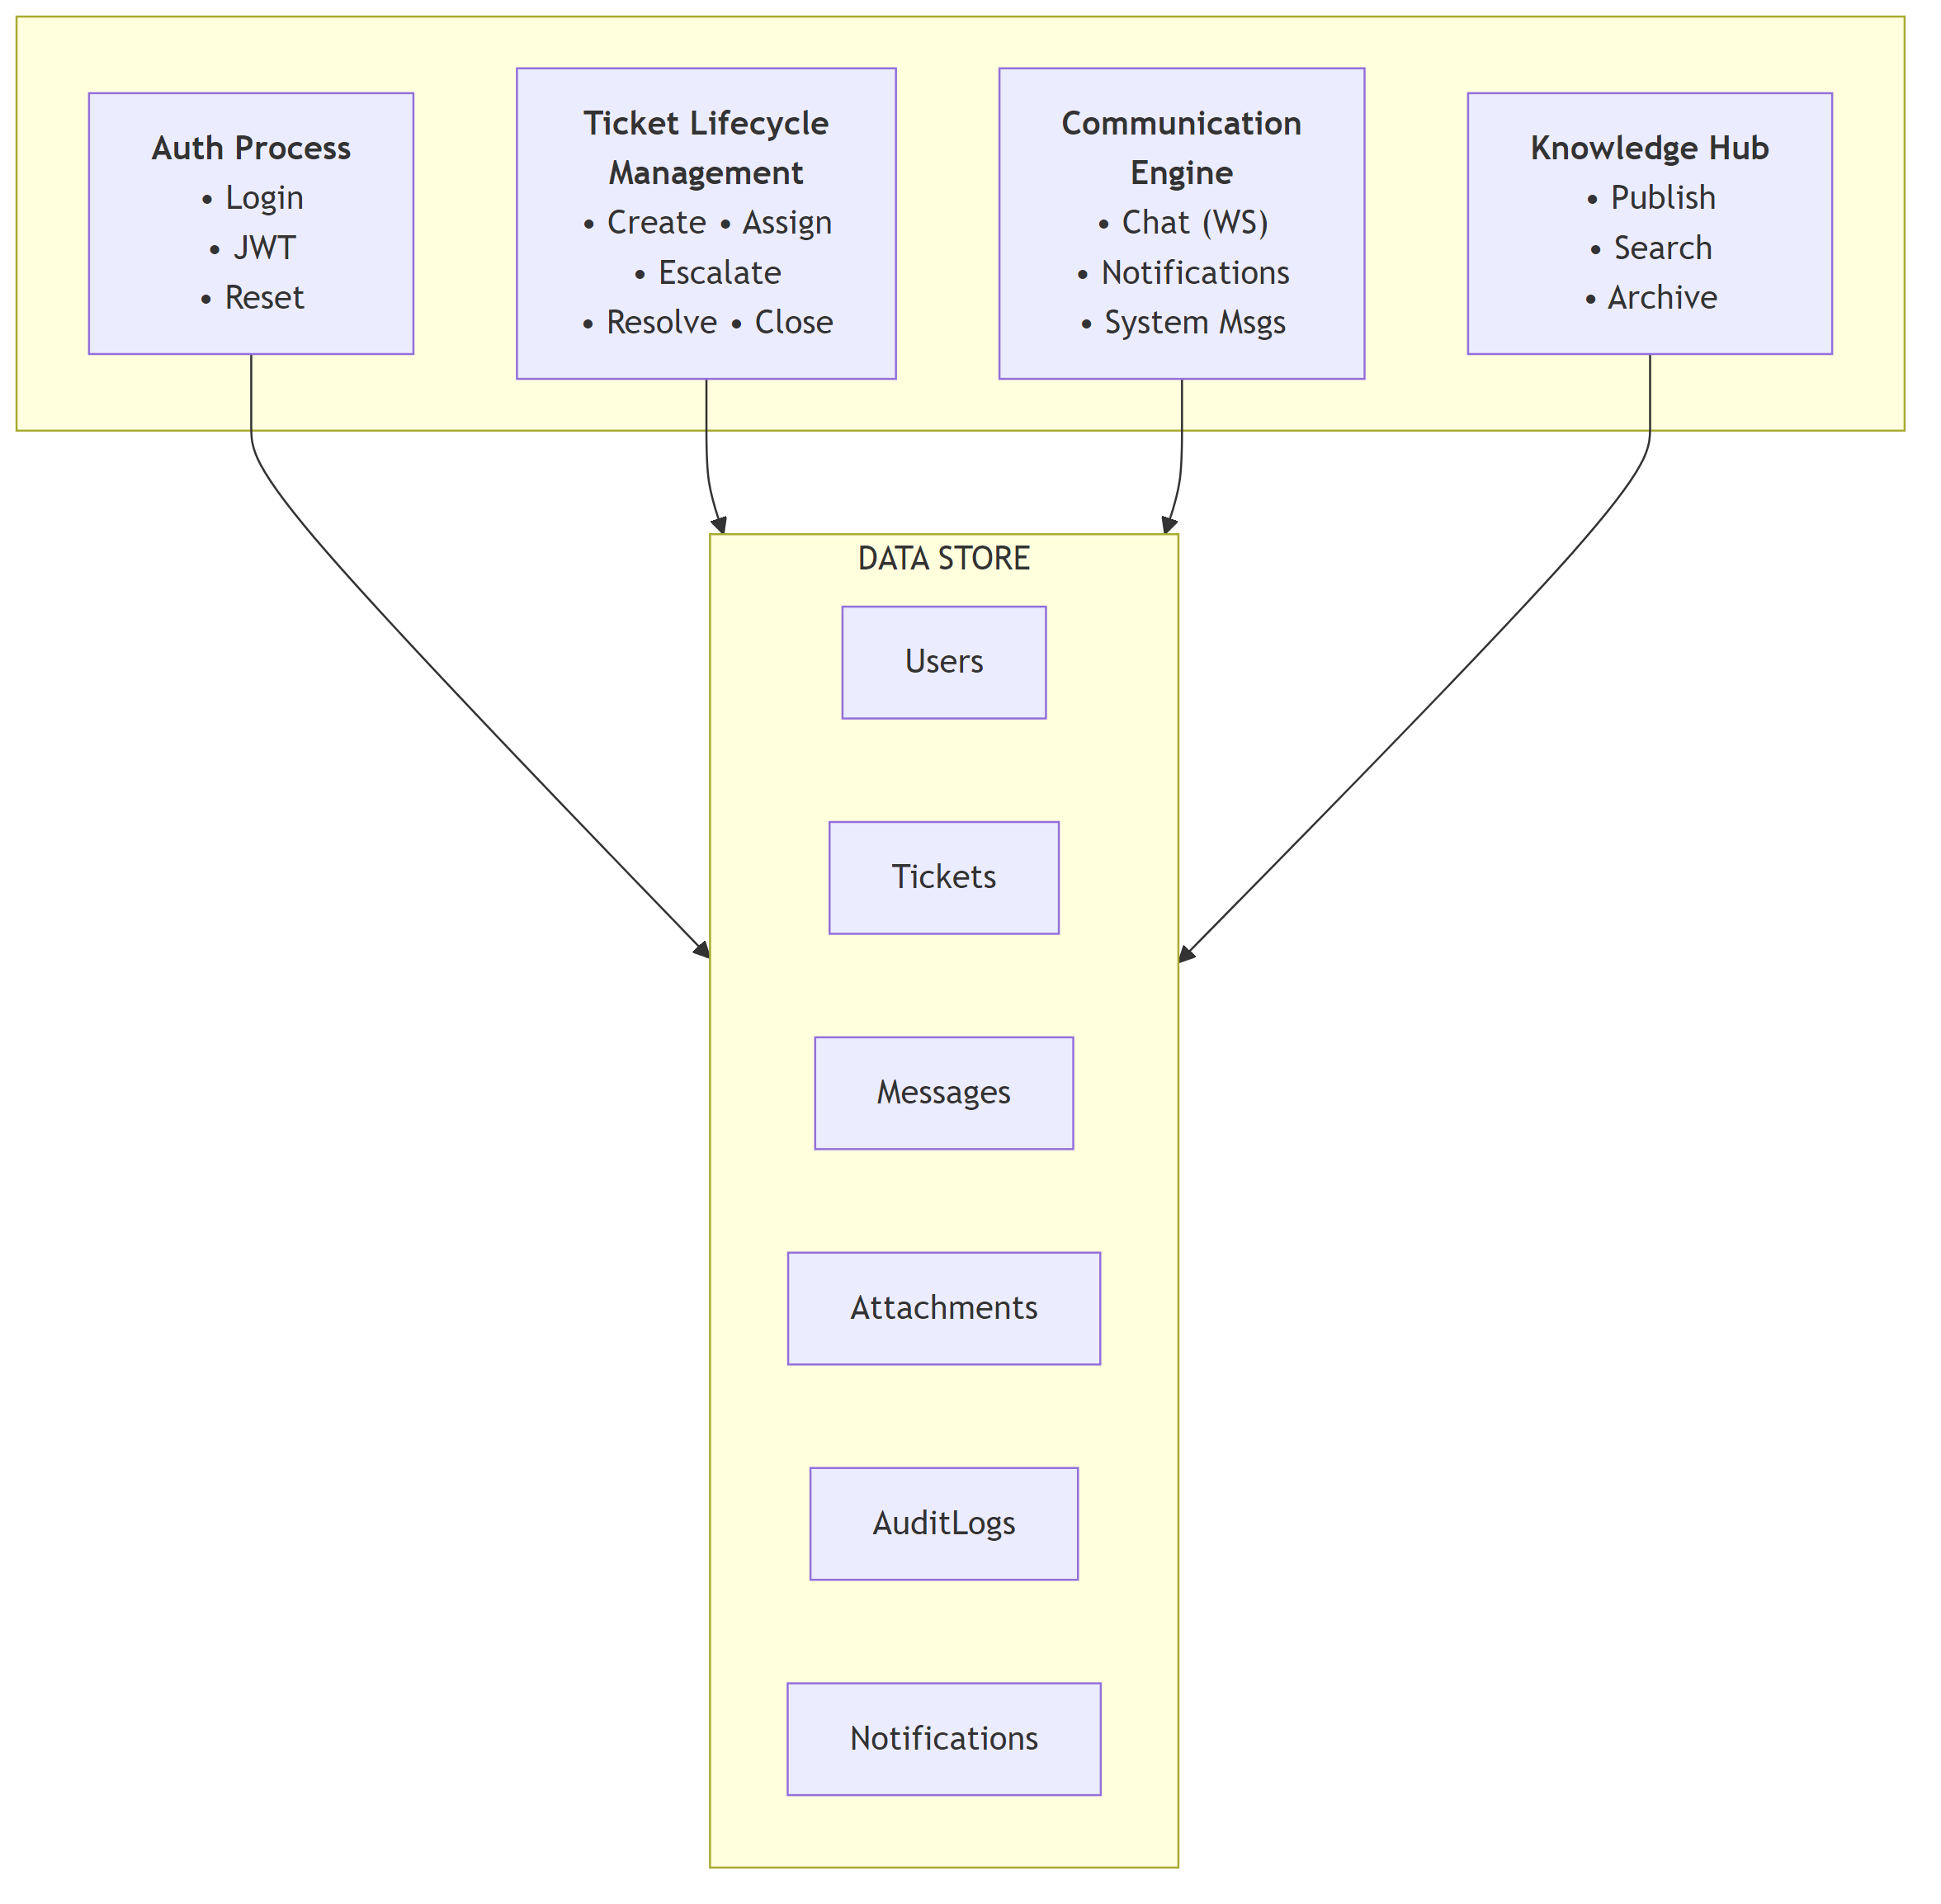 Auth Process
• Login
• JWT
• Reset
Ticket Lifecycle
Management
• Create • Assign
• Escalate
• Resolve • Close
Communication
Engine
• Chat (WS)
• Notifications
• System Msgs
Knowledge Hub
• Publish
• Search
• Archive
DATA STORE
Users
Tickets
Messages
Attachments
AuditLogs
Notifications